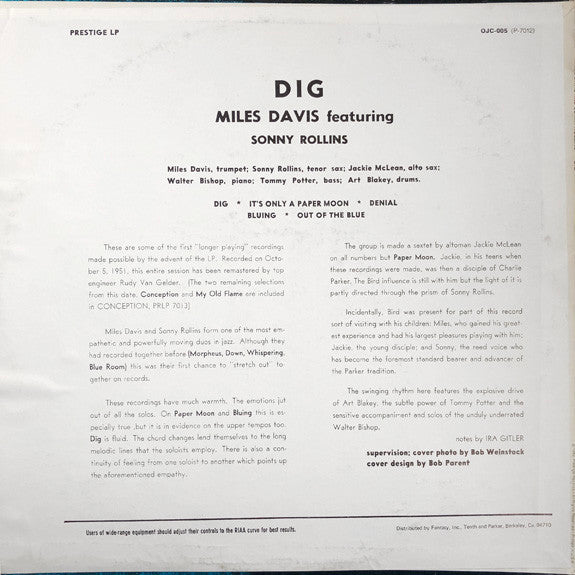 PRESTIGE LP
OJC-005 (P-7012)
DIG
MILES DAVIS featuring
SONNY ROLLINS
Miles Davis, trumpet; Sonny Rollins, tenor sax; Jackie McLean, alto sax;
Walter Bishop, piano; Tommy Potter, bass; Art Blakey, drums.
DIG * IT'S ONLY A PAPER MOON * DENIAL
BLUING * OUT OF THE BLUE
These are some of the first "longer playing" recordings
made possible by the advent of the LP. Recorded on Octo-
ber 5, 1951, this entire session has been remastered by top
engineer Rudy Van Gelder. (The two remaining selections
from this date, Conception and My Old Flame are included
in CONCEPTION, PRLP 7013)
Miles Davis and Sonny Rollins form one of the most em-
pathetic and powerfully moving duos in jazz. Although they
had recorded together before (Morpheus, Down, Whispering,
Blue Room) this was their first chance to "stretch out" to-
gether on records.
These recordings have much warmth. The emotions jut
out of all the solos. On Paper Moon and Bluing this is es-
pecially true ,but it is in evidence on the upper tempos too.
Dig is fluid. The chord changes lend themselves to the long
melodic lines that the soloists employ. There is also a con-
tinuity of feeling from one soloist to another which points up
the aforementioned empathy.
The group is made a sextet by altoman Jackie McLean
on all numbers but Paper Moon. Jackie, in his teens when
these recordings were made, was then a disciple of Charlie
Parker. The Bird influence is still with him but the light of it is
partly directed through the prism of Sonny Rollins.
Incidentally, Bird was present for part of this record
sort of visiting with his children: Miles, who gained his great-
est experience and had his largest pleasures playing with him;
Jackie, the young disciple; and Sonny, the reed voice who
has become the foremost standard bearer and advancer of
the Parker tradition.
The swinging rhythm here features the explosive drive
of Art Blakey, the subtle power of Tommy Potter and the
sensitive accompaniment and solos of the unduly underrated
Walter Bishop.
notes by IRA GITLER
supervision; cover photo by Bob Weinstock
cover design by Bob Parent
Users of wide-range equipment should adjust their controls to the RIAA curve for best results.
Distributed by Fantasy, Inc., Tenth and Parker, Berkeley, Ca. 94710